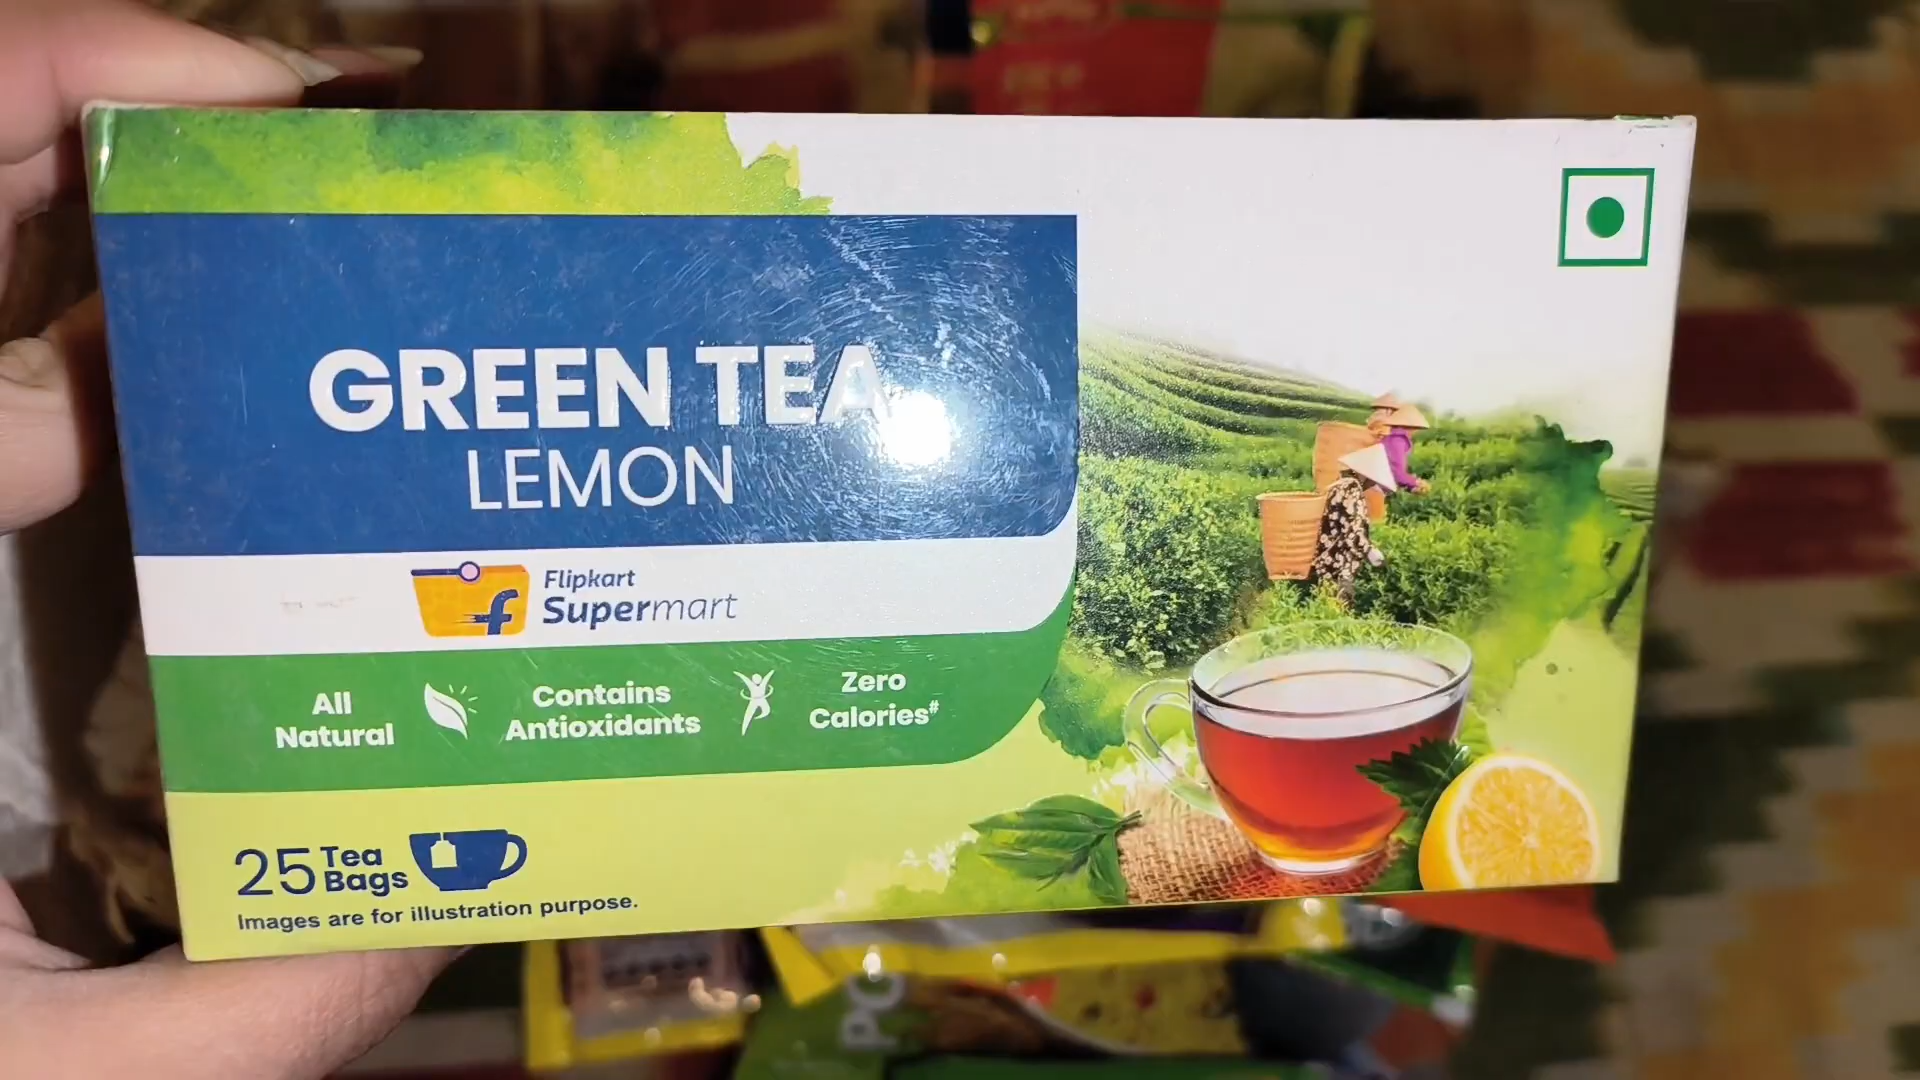 GREEN TEA
LEMON
Flipkart
Supermart
All
Natural
Contains
Antioxidants
Zero
Calories#
25 Tea
Bags
Images are for illustration purpose.
PC